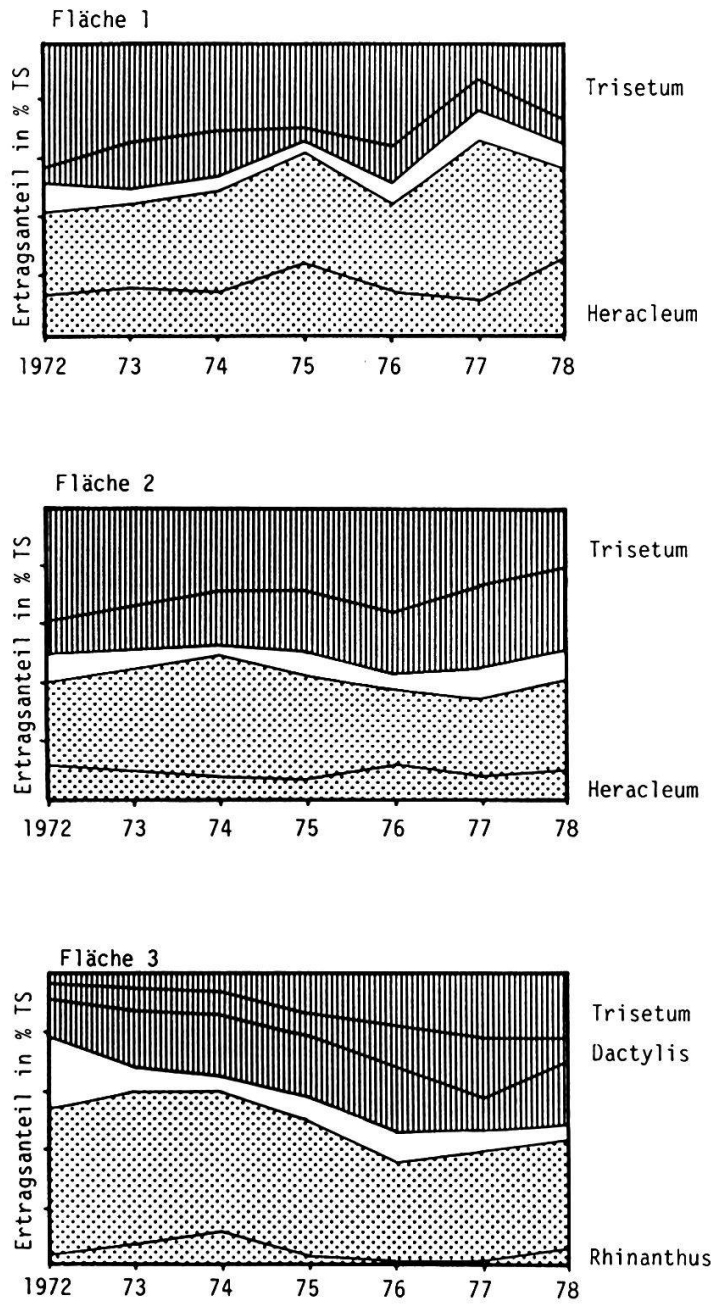 Fläche 1
Ertragsanteil in % TS
Trisetum
Heracleum
1972 73 74 75 76 77 78
Fläche 2
Ertragsanteil in % TS
Trisetum
Heracleum
1972 73 74 75 76 77 78
Fläche 3
Ertragsanteil in % TS
Trisetum
Dactylis
Rhinanthus
1972 73 74 75 76 77 78